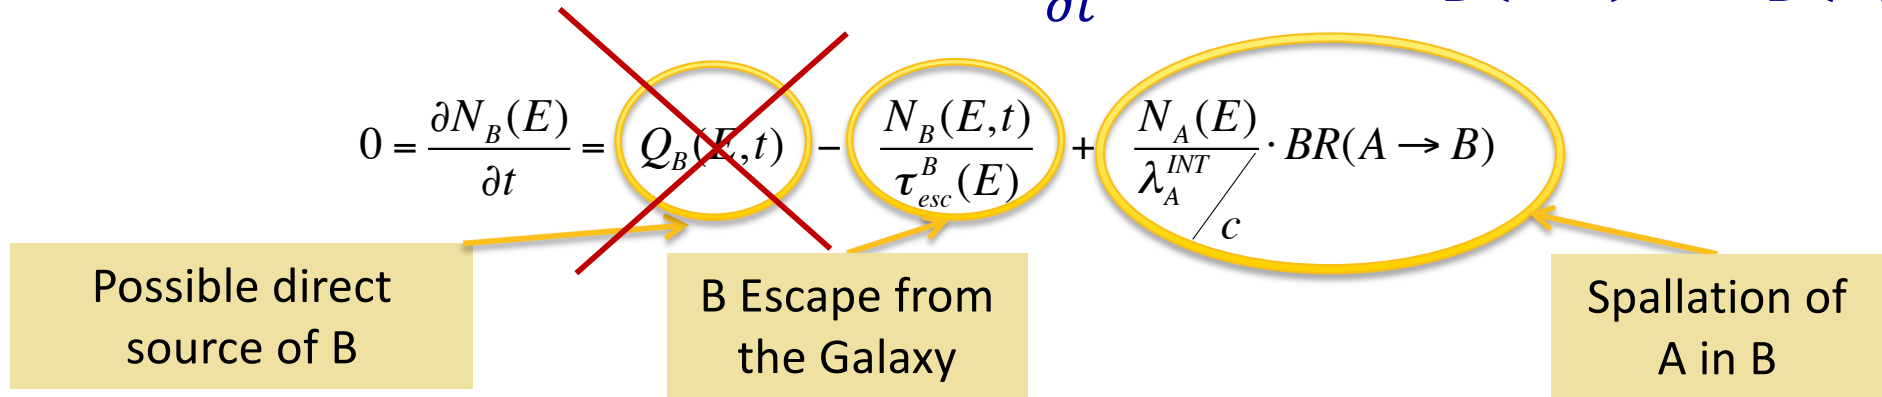 ∂t
0 = ∂N_B(E)/∂t = Q_B(E,t) − N_B(E,t)/τ_esc^B(E) + N_A(E)/(λ_A^INT/c) · BR(A → B)
Possible direct
source of B
B Escape from
the Galaxy
Spallation of
A in B